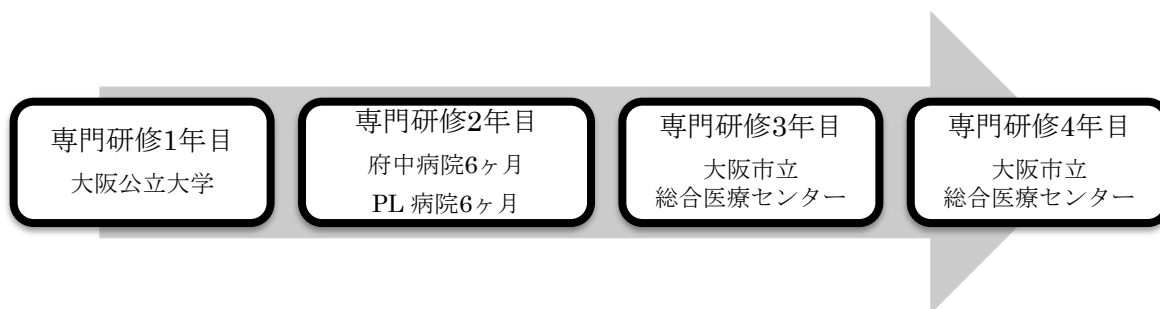 専門研修1年目
大阪公立大学
専門研修2年目
府中病院6ヶ月
PL 病院6ヶ月
専門研修3年目
大阪市立
総合医療センター
専門研修4年目
大阪市立
総合医療センター